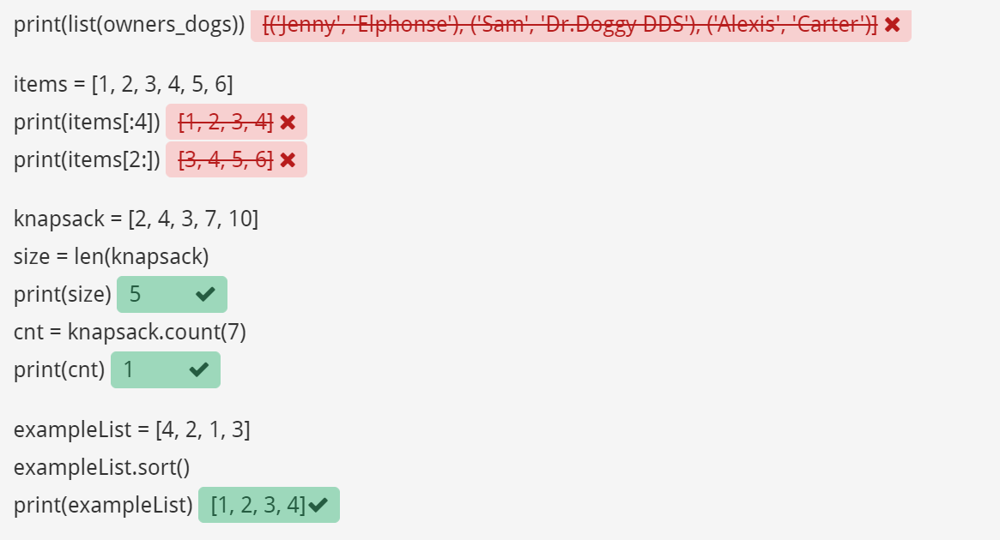 print(list(owners_dogs)) [('Jenny', 'Elphonse'), ('Sam', 'Dr.Doggy DDS'), ('Alexis', 'Carter')]
items = [1, 2, 3, 4, 5, 6]
print(items[:4]) [1, 2, 3, 4]
print(items[2:]) [3, 4, 5, 6]
knapsack = [2, 4, 3, 7, 10]
size = len(knapsack)
print(size) 5
cnt = knapsack.count(7)
print(cnt) 1
exampleList = [4, 2, 1, 3]
exampleList.sort()
print(exampleList) [1, 2, 3, 4]